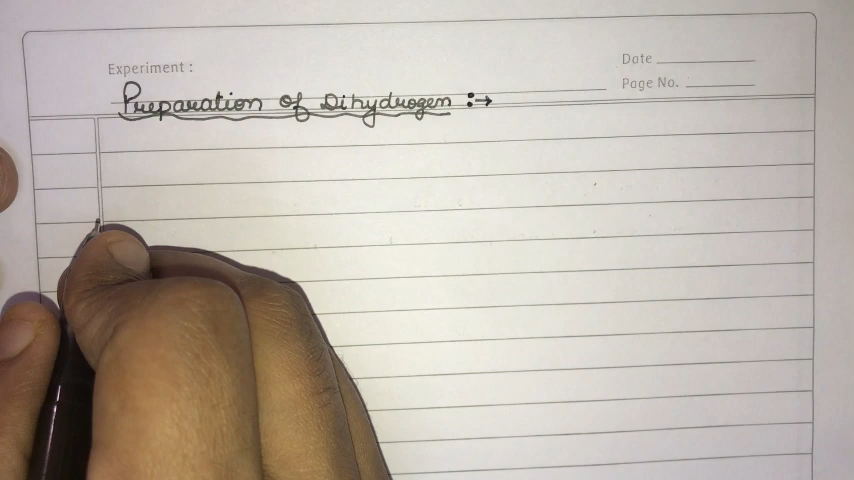 Experiment :
Date
Page No.
Preparation of Dihydrogen :→